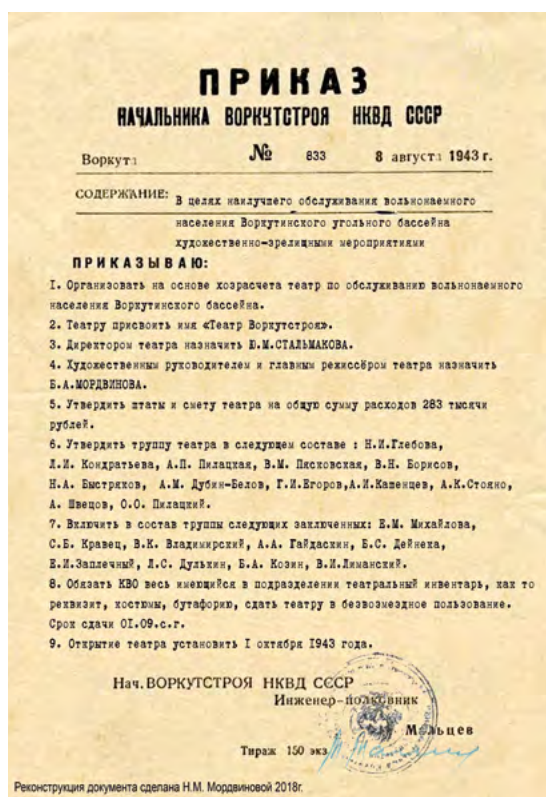 ПРИКАЗ
НАЧАЛЬНИКА ВОРКУТСТРОЯ НКВД СССР
Воркута № 833 8 августа 1943 г.
СОДЕРЖАНИЕ: В целях наилучшего обслуживания вольнонаемного
населения Воркутинского угольного бассейна
художественно-зрелищными мероприятиями
ПРИКАЗЫВАЮ:
I. Организовать на основе хозрасчета театр по обслуживанию вольнонаемного
населения Воркутинского бассейна.
2. Театру присвоить имя «Театр Воркутстроя».
3. Директором театра назначить Ю.М.СТАЛЬМАКОВА.
4. Художественным руководителем и главным режиссёром театра назначить
Б.А.МОРДВИНОВА.
5. Утвердить штаты и смету театра на общую сумму расходов 283 тысячи
рублей.
6. Утвердить труппу театра в следующем составе : Н.И.Глебова,
Л.И. Кондратьева, А.П. Пилацкая, В.М. Пясковская, В.Н. Борисов,
Н.А. Быстряков, А.М. Дубин-Белов, Г.И.Егоров,А.И.Каменцев, А.К.Стояно,
А. Швецов, О.О. Пилацкий.
7. Включить в состав труппы следующих заключенных: Е.М. Михайлова,
С.Б. Кравец, В.К. Владимирский, А.А. Гайдаскин, Б.С. Дейнека,
Е.И.Заплечный, Л.С. Дулькин, Б.А. Козин, В.И.Лиманский.
8. Обязать КВО весь имеющийся в подразделении театральный инвентарь, как то
реквизит, костюмы, бутафорию, сдать театру в безвозмездное пользование.
Срок сдачи 0I.09.с.г.
9. Открытие театра установить I октября I943 года.
Нач. ВОРКУТСТРОЯ НКВД СССР
Инженер-полковник
Мальцев
Тираж 150 экз
Реконструкция документа сделана Н.М. Мордвиновой 2018г.